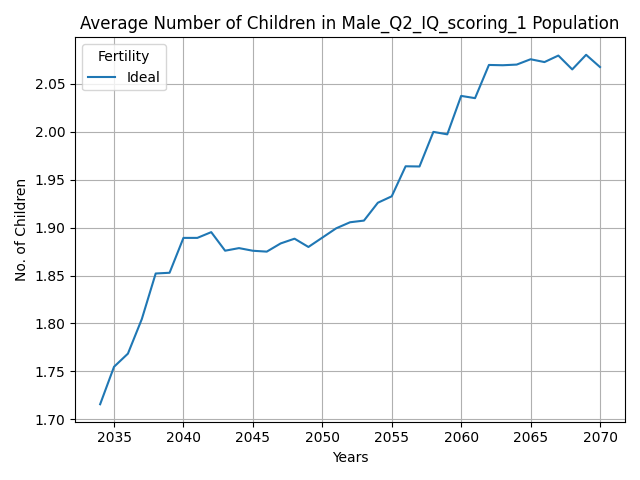 Average Number of Children in Male_Q2_IQ_scoring_1 Population
Fertility
Ideal
No. of Children
2.05
2.00
1.95
1.90
1.85
1.80
1.75
1.70
2035 2040 2045 2050 2055 2060 2065 2070
Years